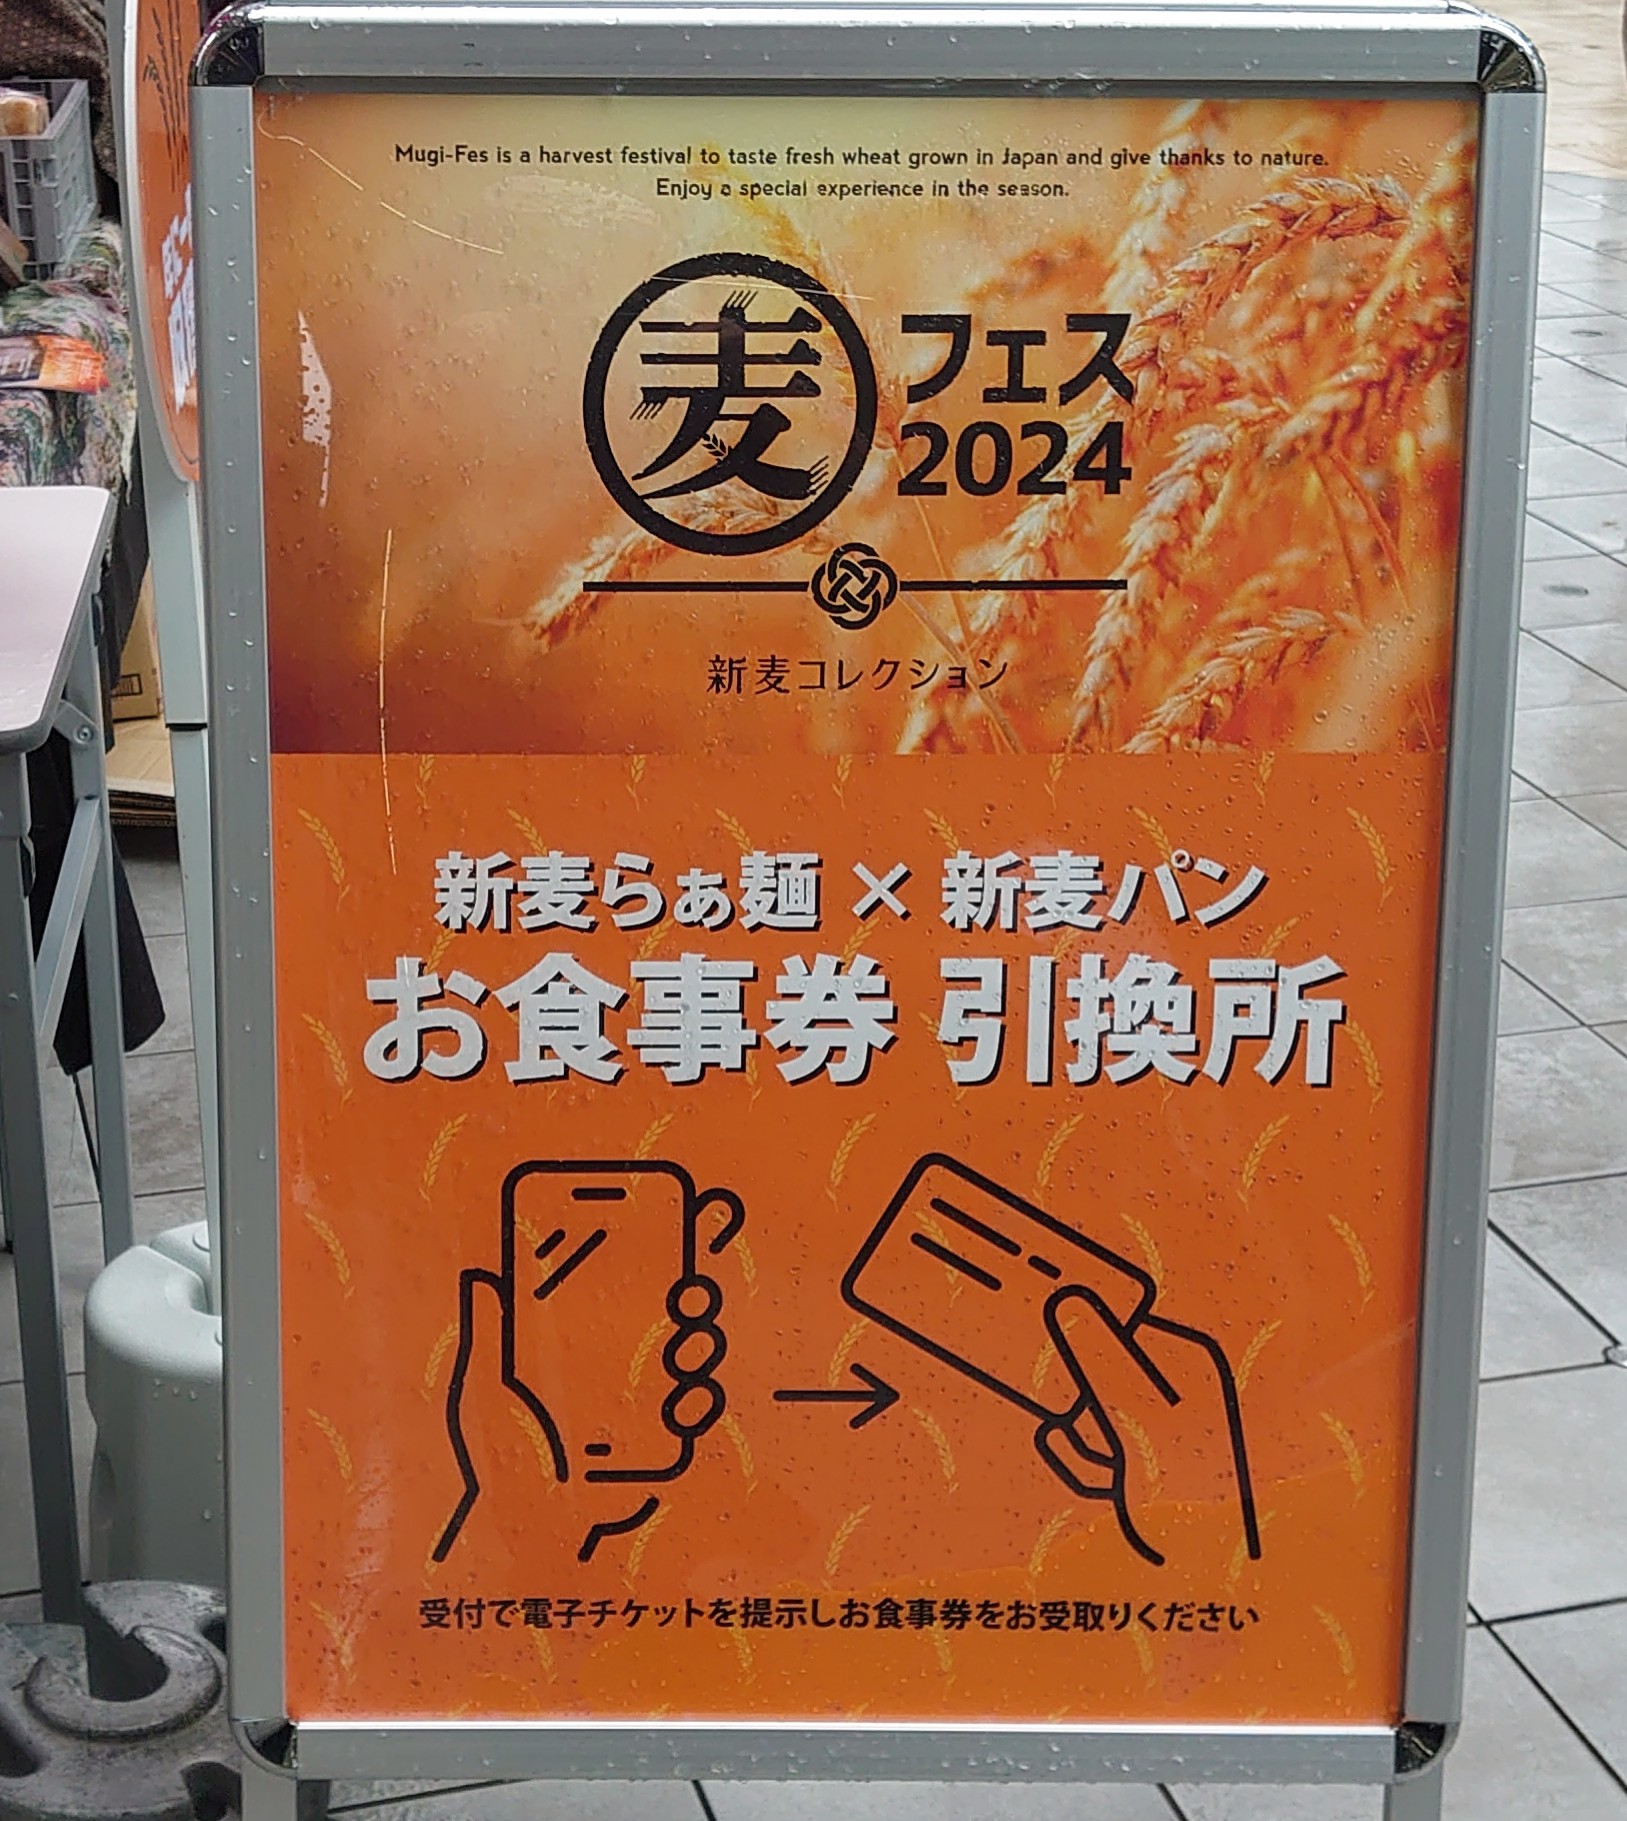 Mugi-Fes is a harvest festival to taste fresh wheat grown in Japan and give thanks to nature.
Enjoy a special experience in the season.
麦フェス
2024
新麦コレクション
新麦らぁ麺 × 新麦パン
お食事券 引換所
受付で電子チケットを提示しお食事券をお受取りください